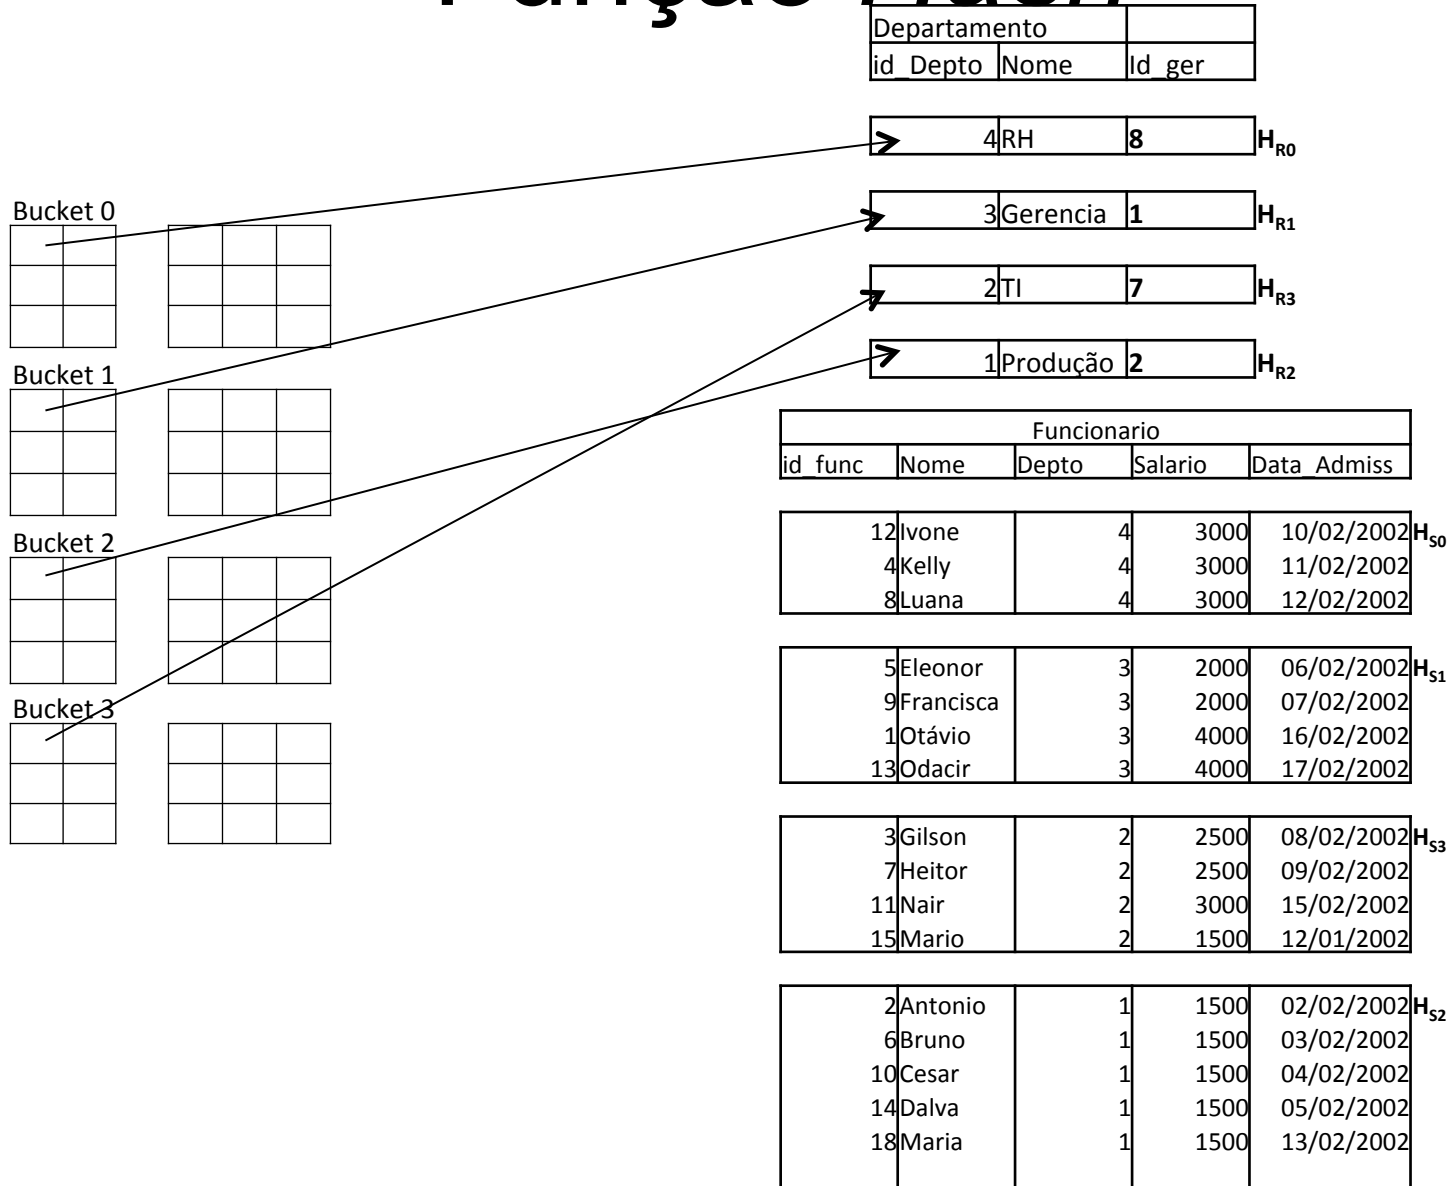 Função Hash
Departamento
id_Depto Nome Id_ger
4 RH 8 HR0
Bucket 0
3 Gerencia 1 HR1
2 TI 7 HR3
Bucket 1
1 Produção 2 HR2
Funcionario
id_func Nome Depto Salario Data_Admiss
Bucket 2
12 Ivone 4 3000 10/02/2002 HS0
4 Kelly 4 3000 11/02/2002
8 Luana 4 3000 12/02/2002
5 Eleonor 3 2000 06/02/2002 HS1
9 Francisca 3 2000 07/02/2002
Bucket 3
1 Otávio 3 4000 16/02/2002
13 Odacir 3 4000 17/02/2002
3 Gilson 2 2500 08/02/2002 HS3
7 Heitor 2 2500 09/02/2002
11 Nair 2 3000 15/02/2002
15 Mario 2 1500 12/01/2002
2 Antonio 1 1500 02/02/2002 HS2
6 Bruno 1 1500 03/02/2002
10 Cesar 1 1500 04/02/2002
14 Dalva 1 1500 05/02/2002
18 Maria 1 1500 13/02/2002